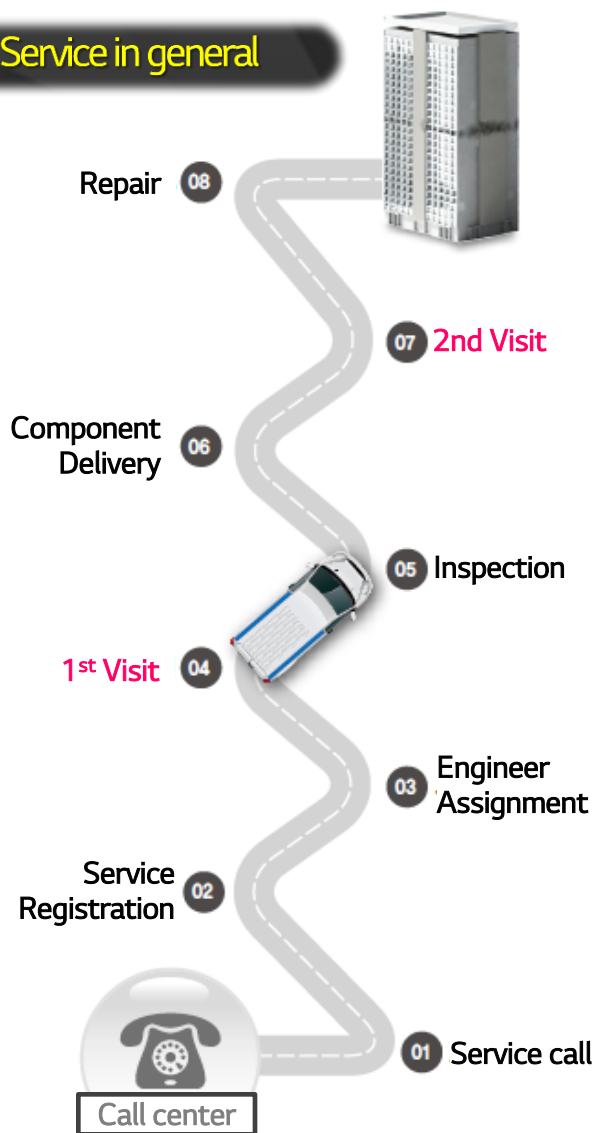 Service in general
Repair 08
07 2nd Visit
Component
Delivery
06
05 Inspection
1st Visit 04
03
Engineer
Assignment
Service
Registration
02
01 Service call
Call center